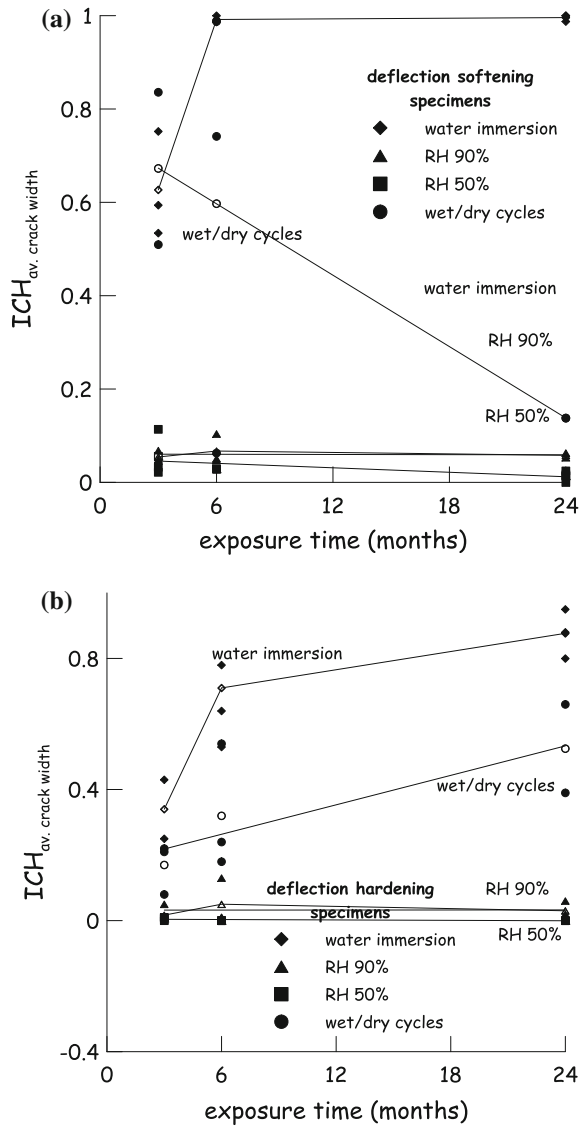 (a)
1
0.8
0.6
0.4
0.2
0
ICH av. crack width
deflection softening
specimens
water immersion
RH 90%
RH 50%
wet/dry cycles
wet/dry cycles
water immersion
RH 90%
RH 50%
0 6 12 18 24
exposure time (months)
(b)
0.8
0.4
0
-0.4
ICH av. crack width
water immersion
wet/dry cycles
RH 90%
RH 50%
deflection hardening
specimens
water immersion
RH 90%
RH 50%
wet/dry cycles
0 6 12 18 24
exposure time (months)